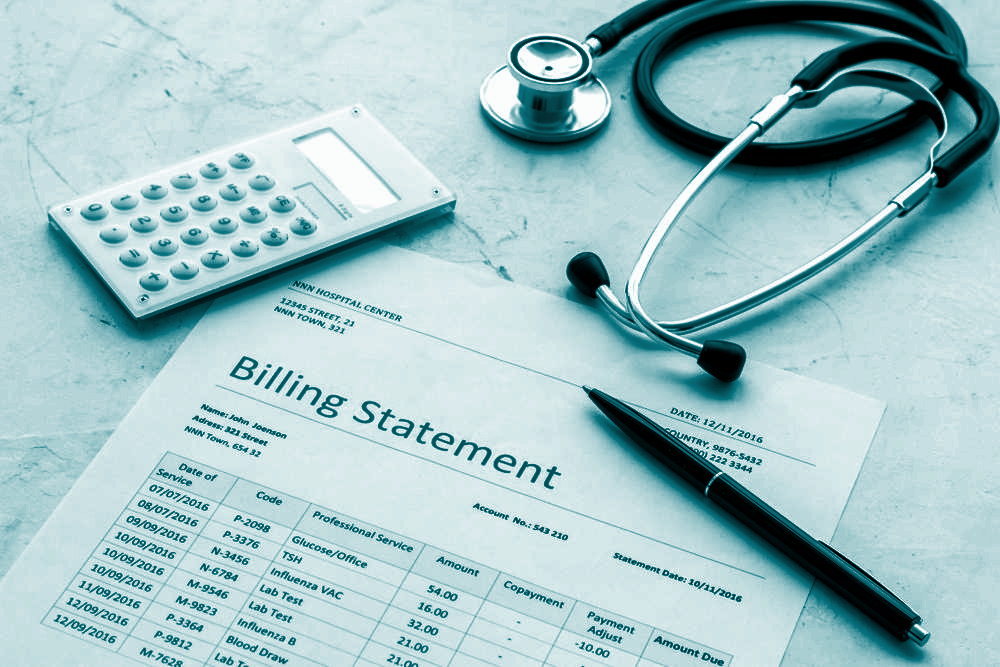 NNN HOSPITAL CENTER
12345 STREET, 21
NNN TOWN, 321
DATE: 12/11/2016
COUNTRY, 9876-5432
222 3344
Billing Statement
Name: John Joenson
Adress: 321 Street
NNN Town, 654 32
Account No.: 543 210
Statement Date: 10/11/2016
Date of Service Code Professional Service Amount Copayment Payment Adjust Amount Due
07/07/2016 P-2098 Glucose/Office 54.00 - -10.00
08/07/2016 P-3376 TSH 16.00 -
09/09/2016 N-3456 Influenza VAC 32.00 -
10/09/2016 N-6784 Lab Test 21.00
10/09/2016 M-9546 Lab Test 21.00
10/09/2016 M-9823 Influenza B
11/09/2016 P-3364 Blood Draw
12/09/2016 P-9812
12/09/2016 M-7628